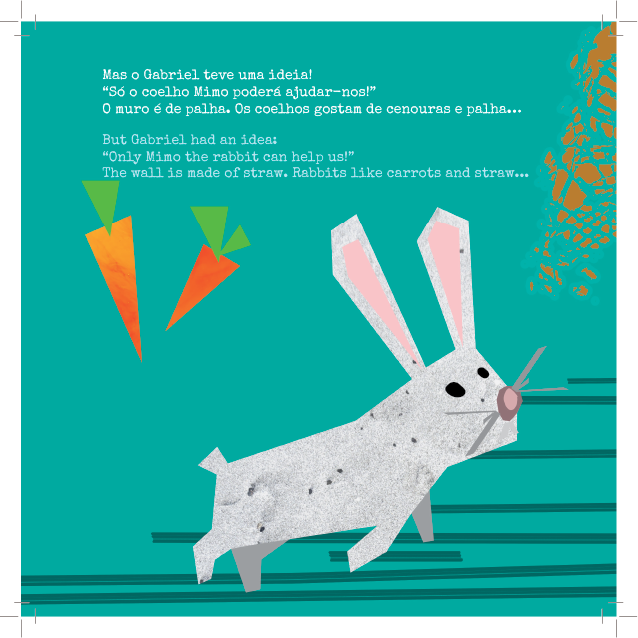 Mas o Gabriel teve uma ideia!
“Só o coelho Mimo poderá ajudar-nos!”
O muro é de palha. Os coelhos gostam de cenouras e palha...
But Gabriel had an idea:
“Only Mimo the rabbit can help us!”
The wall is made of straw. Rabbits like carrots and straw...